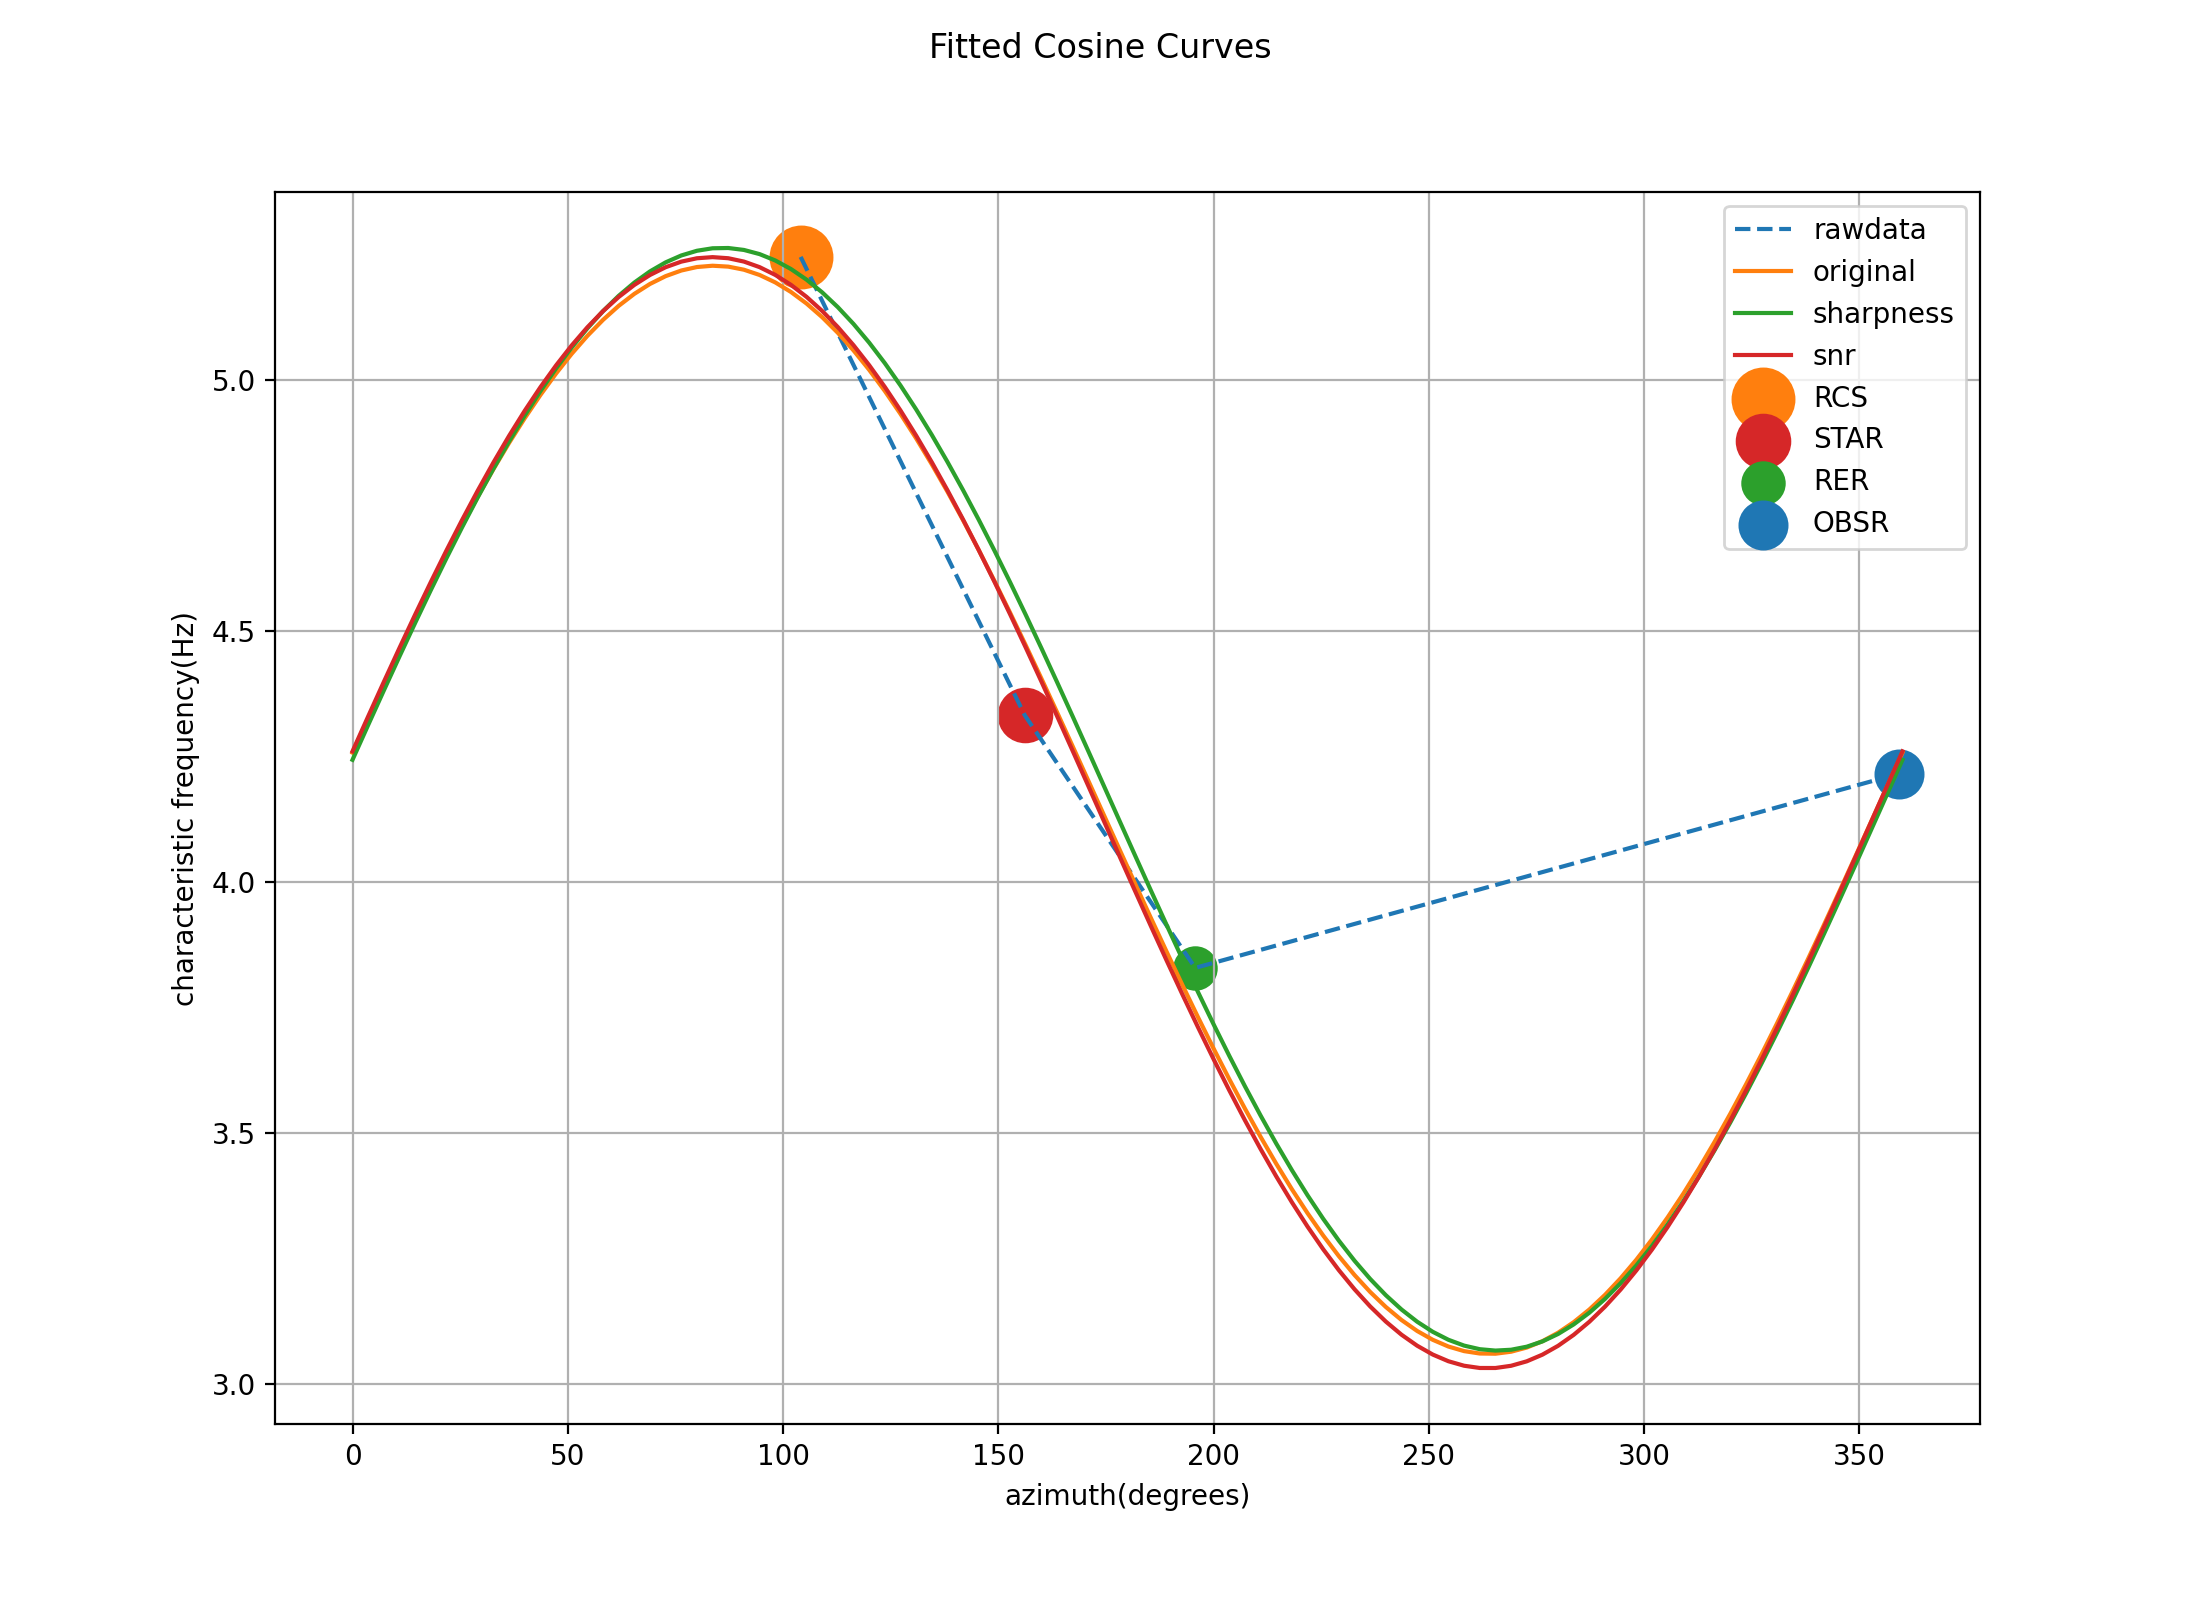 Fitted Cosine Curves
rawdata
original
sharpness
snr
RCS
STAR
RER
OBSR
characteristic frequency(Hz)
5.0
4.5
4.0
3.5
3.0
0 50 100 150 200 250 300 350
azimuth(degrees)